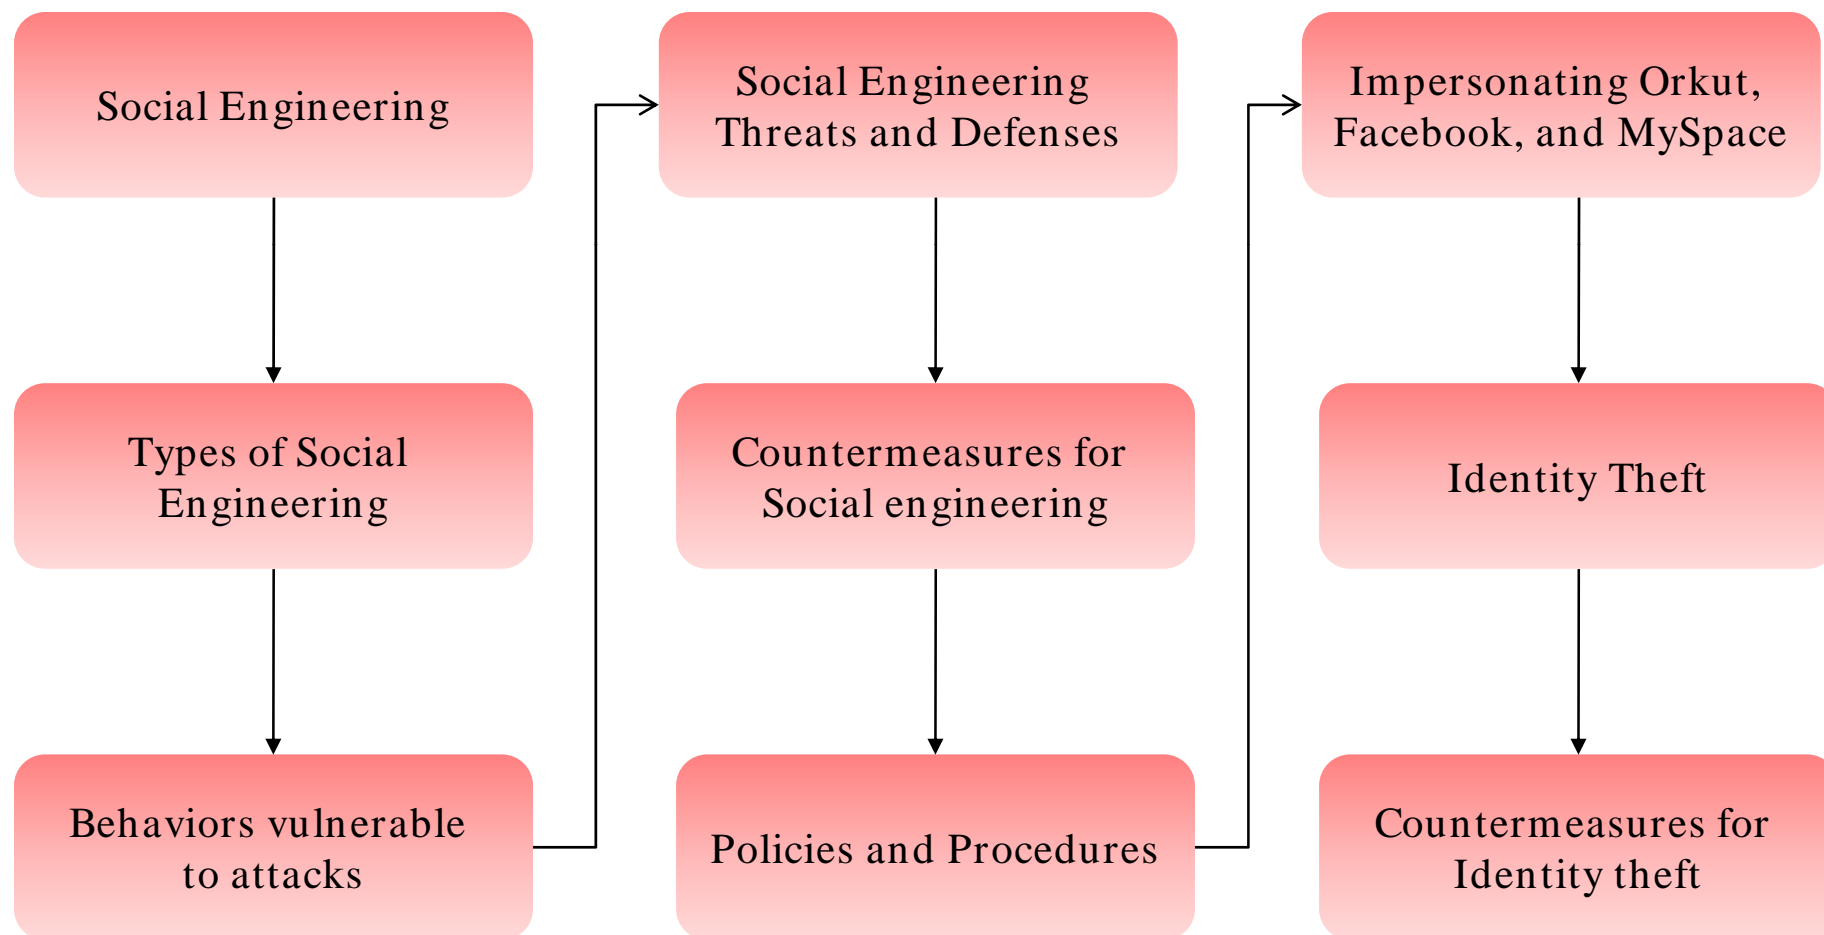 Social Engineering
Types of Social
Engineering
Behaviors vulnerable
to attacks
Social Engineering
Threats and Defenses
Countermeasures for
Social engineering
Policies and Procedures
Impersonating Orkut,
Facebook, and MySpace
Identity Theft
Countermeasures for
Identity theft